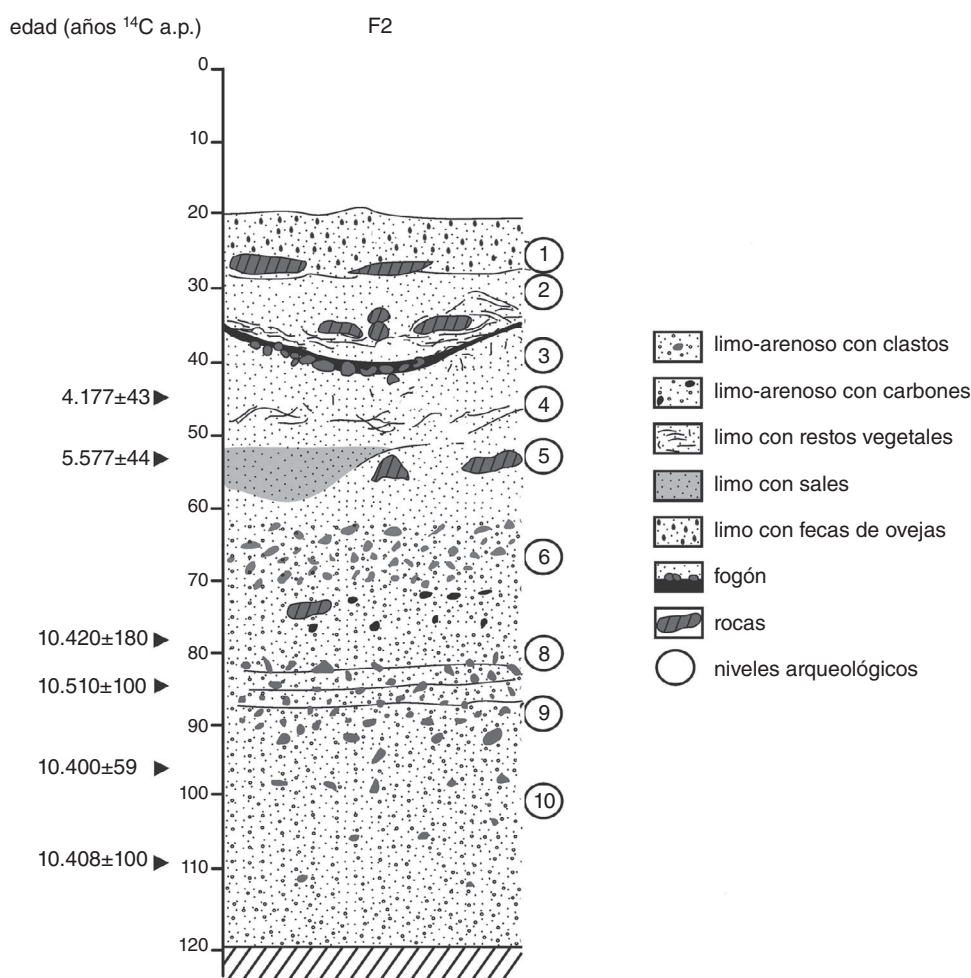 edad (años ¹⁴C a.p.)
F2
0
10
20
30
40
50
60
70
80
90
100
110
120
4.177±43
5.577±44
10.420±180
10.510±100
10.400±59
10.408±100
1
2
3
4
5
6
8
9
10
limo-arenoso con clastos
limo-arenoso con carbones
limo con restos vegetales
limo con sales
limo con fecas de ovejas
fogón
rocas
niveles arqueológicos